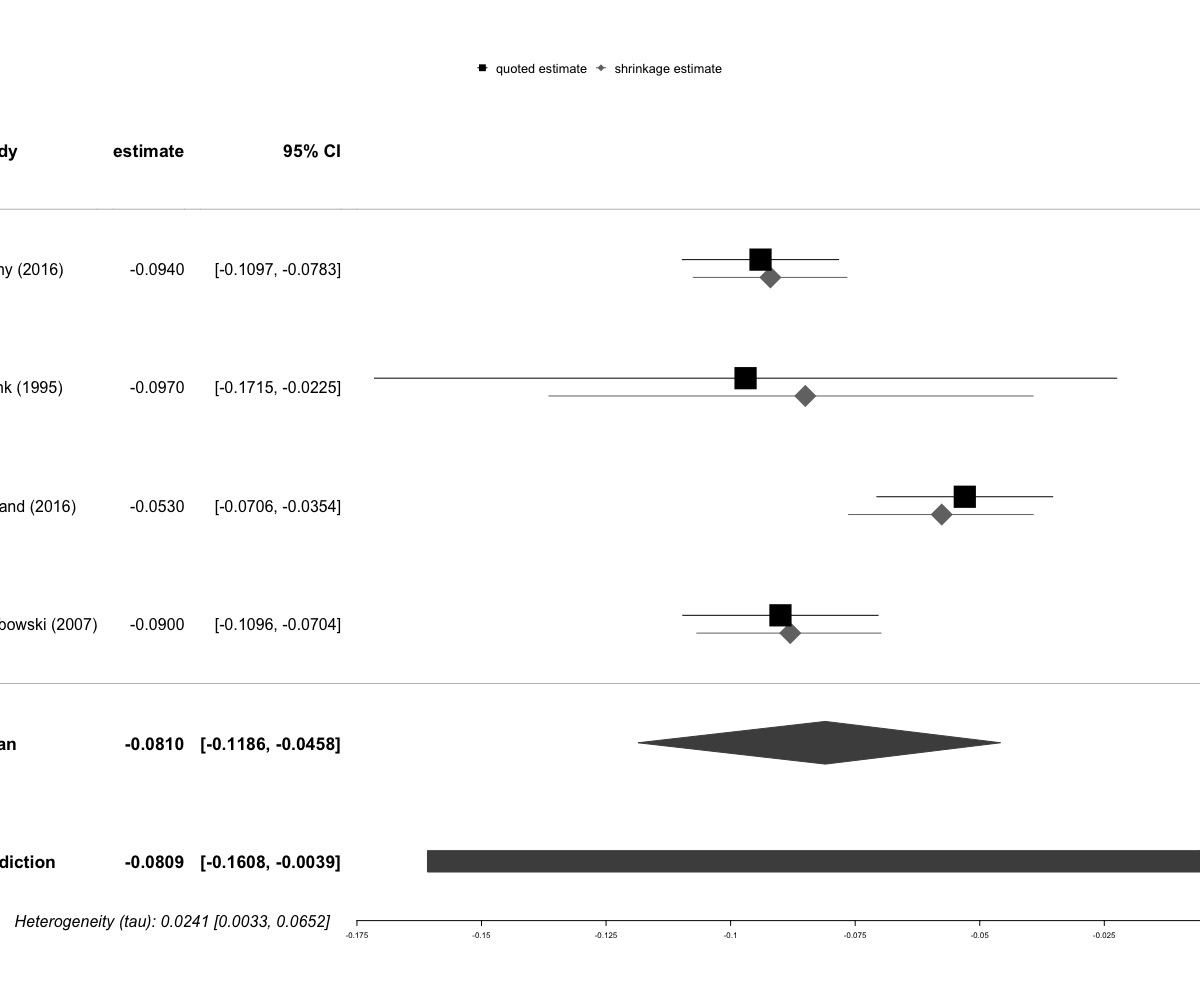 quoted estimate shrinkage estimate
dy estimate 95% CI
ny (2016) -0.0940 [-0.1097, -0.0783]
nk (1995) -0.0970 [-0.1715, -0.0225]
and (2016) -0.0530 [-0.0706, -0.0354]
bowski (2007) -0.0900 [-0.1096, -0.0704]
an -0.0810 [-0.1186, -0.0458]
diction -0.0809 [-0.1608, -0.0039]
Heterogeneity (tau): 0.0241 [0.0033, 0.0652]
-0.175 -0.15 -0.125 -0.1 -0.075 -0.05 -0.025